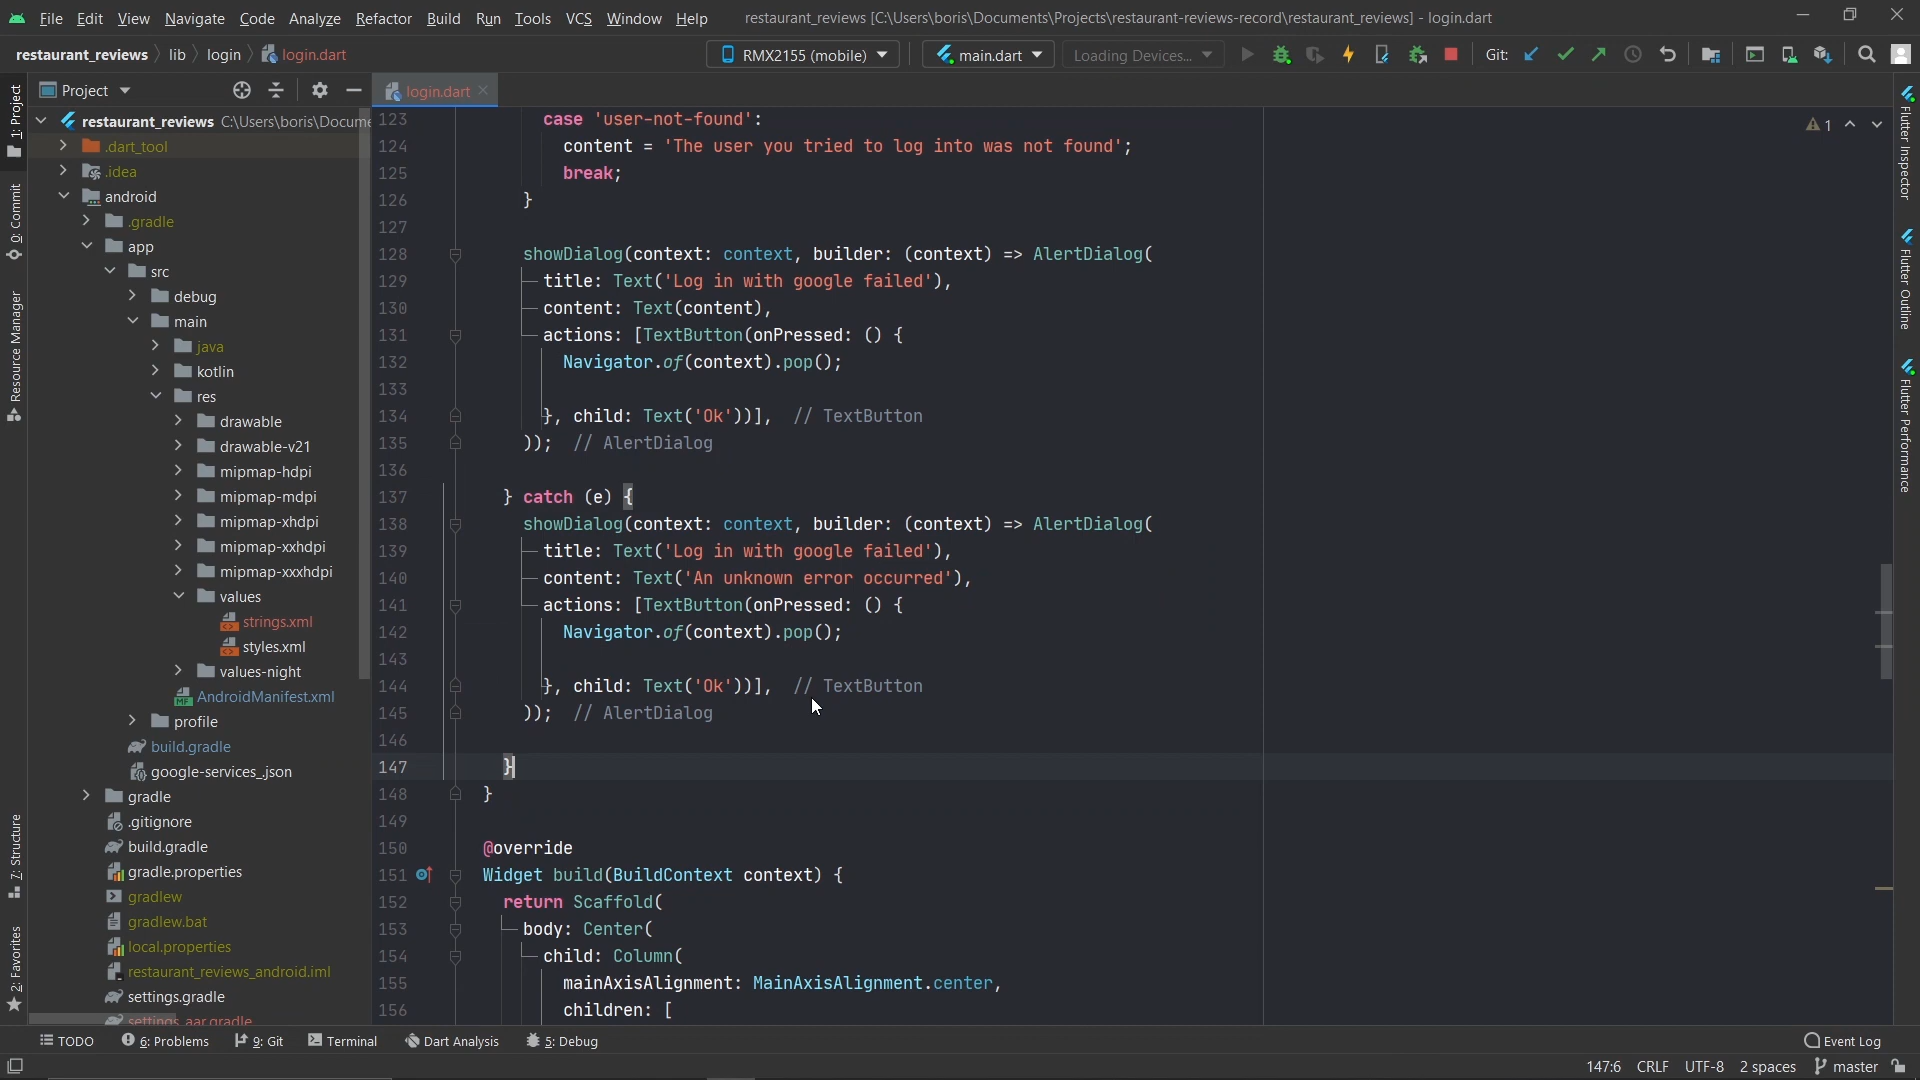 File Edit View Navigate Code Analyze Refactor Build Run Tools VCS Window Help restaurant_reviews [C:\Users\boris\Documents\Projects\restaurant-reviews-record\restaurant_reviews] - login.dart
restaurant_reviews lib login login.dart RMX2155 (mobile) main.dart Loading Devices... Git:
Project login.dart
restaurant_reviews C:\Users\boris\Docume
.dart_tool
.idea
android
.gradle
app
src
debug
main
java
kotlin
res
drawable
drawable-v21
mipmap-hdpi
mipmap-mdpi
mipmap-xhdpi
mipmap-xxhdpi
mipmap-xxxhdpi
values
strings.xml
styles.xml
values-night
AndroidManifest.xml
profile
build.gradle
google-services_.json
gradle
.gitignore
build.gradle
gradle.properties
gradlew
gradlew.bat
local.properties
restaurant_reviews_android.iml
settings.gradle
settings_aar.gradle
1: Project
0: Commit
Resource Manager
7: Structure
2: Favorites
123 case 'user-not-found':
124 content = 'The user you tried to log into was not found';
125 break;
126 }
127
128 showDialog(context: context, builder: (context) => AlertDialog(
129 title: Text('Log in with google failed'),
130 content: Text(content),
131 actions: [TextButton(onPressed: () {
132 Navigator.of(context).pop();
133
134 }, child: Text('Ok'))], // TextButton
135 )); // AlertDialog
136
137 } catch (e) {
138 showDialog(context: context, builder: (context) => AlertDialog(
139 title: Text('Log in with google failed'),
140 content: Text('An unknown error occurred'),
141 actions: [TextButton(onPressed: () {
142 Navigator.of(context).pop();
143
144 }, child: Text('Ok'))], // TextButton
145 )); // AlertDialog
146
147 }
148 }
149
150 @override
151 Widget build(BuildContext context) {
152 return Scaffold(
153 body: Center(
154 child: Column(
155 mainAxisAlignment: MainAxisAlignment.center,
156 children: [
1
Flutter Inspector
Flutter Outline
Flutter Performance
TODO 6: Problems 9: Git Terminal Dart Analysis 5: Debug Event Log
147:6 CRLF UTF-8 2 spaces master